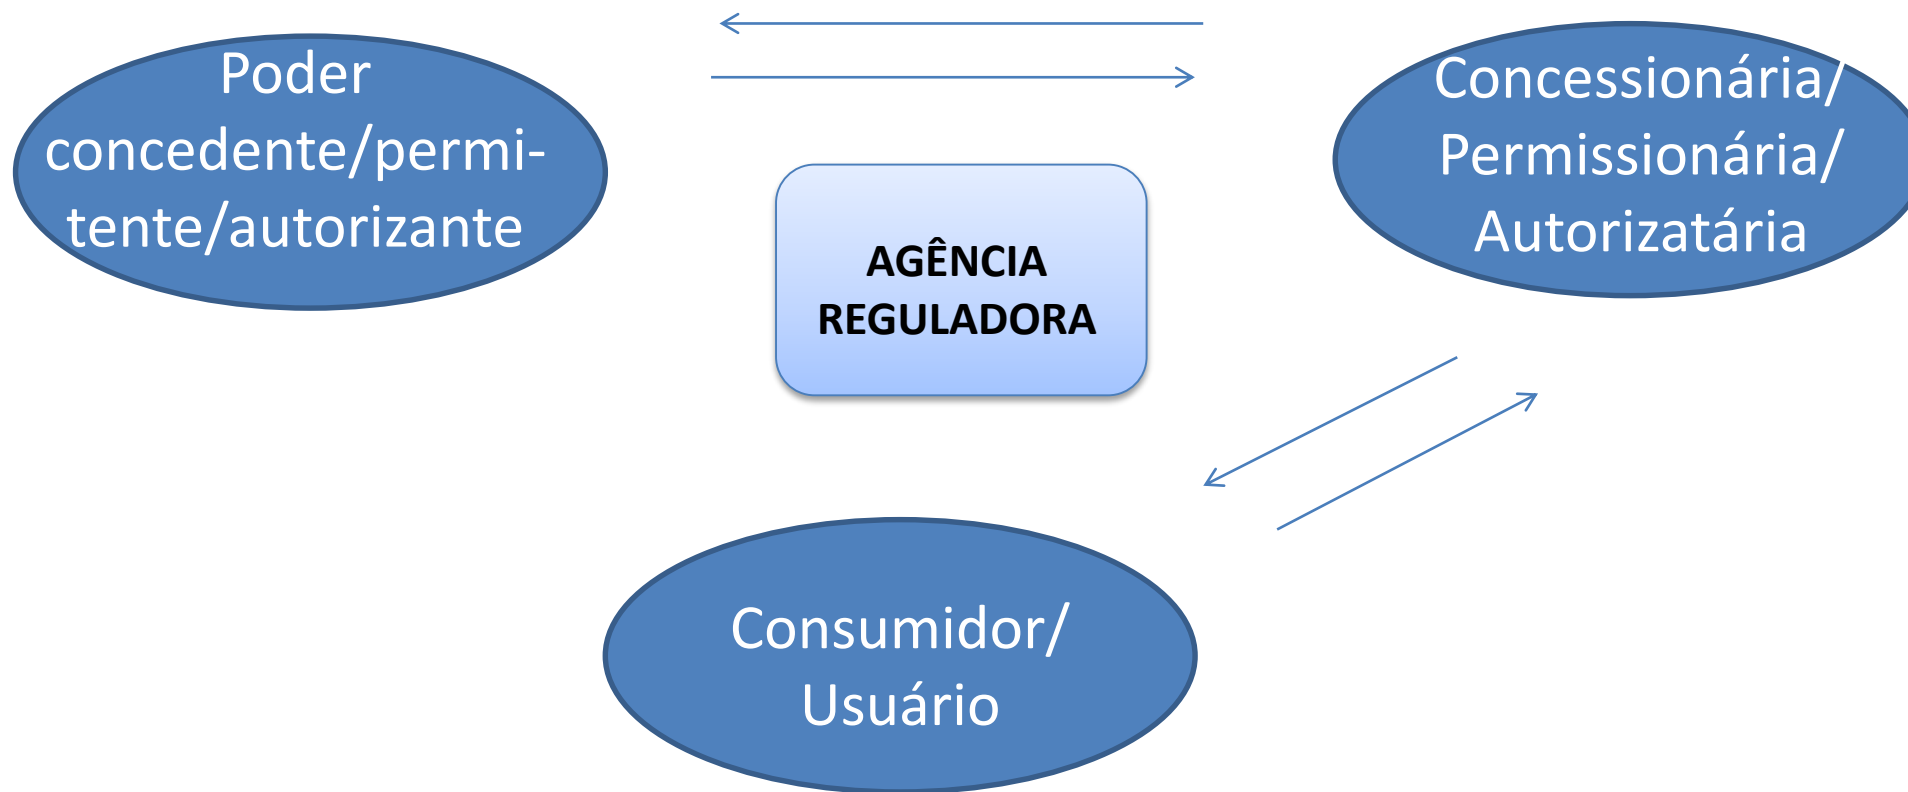 Poder
concedente/permi-
tente/autorizante
Concessionária/
Permissionária/
Autorizatária
AGÊNCIA
REGULADORA
Consumidor/
Usuário